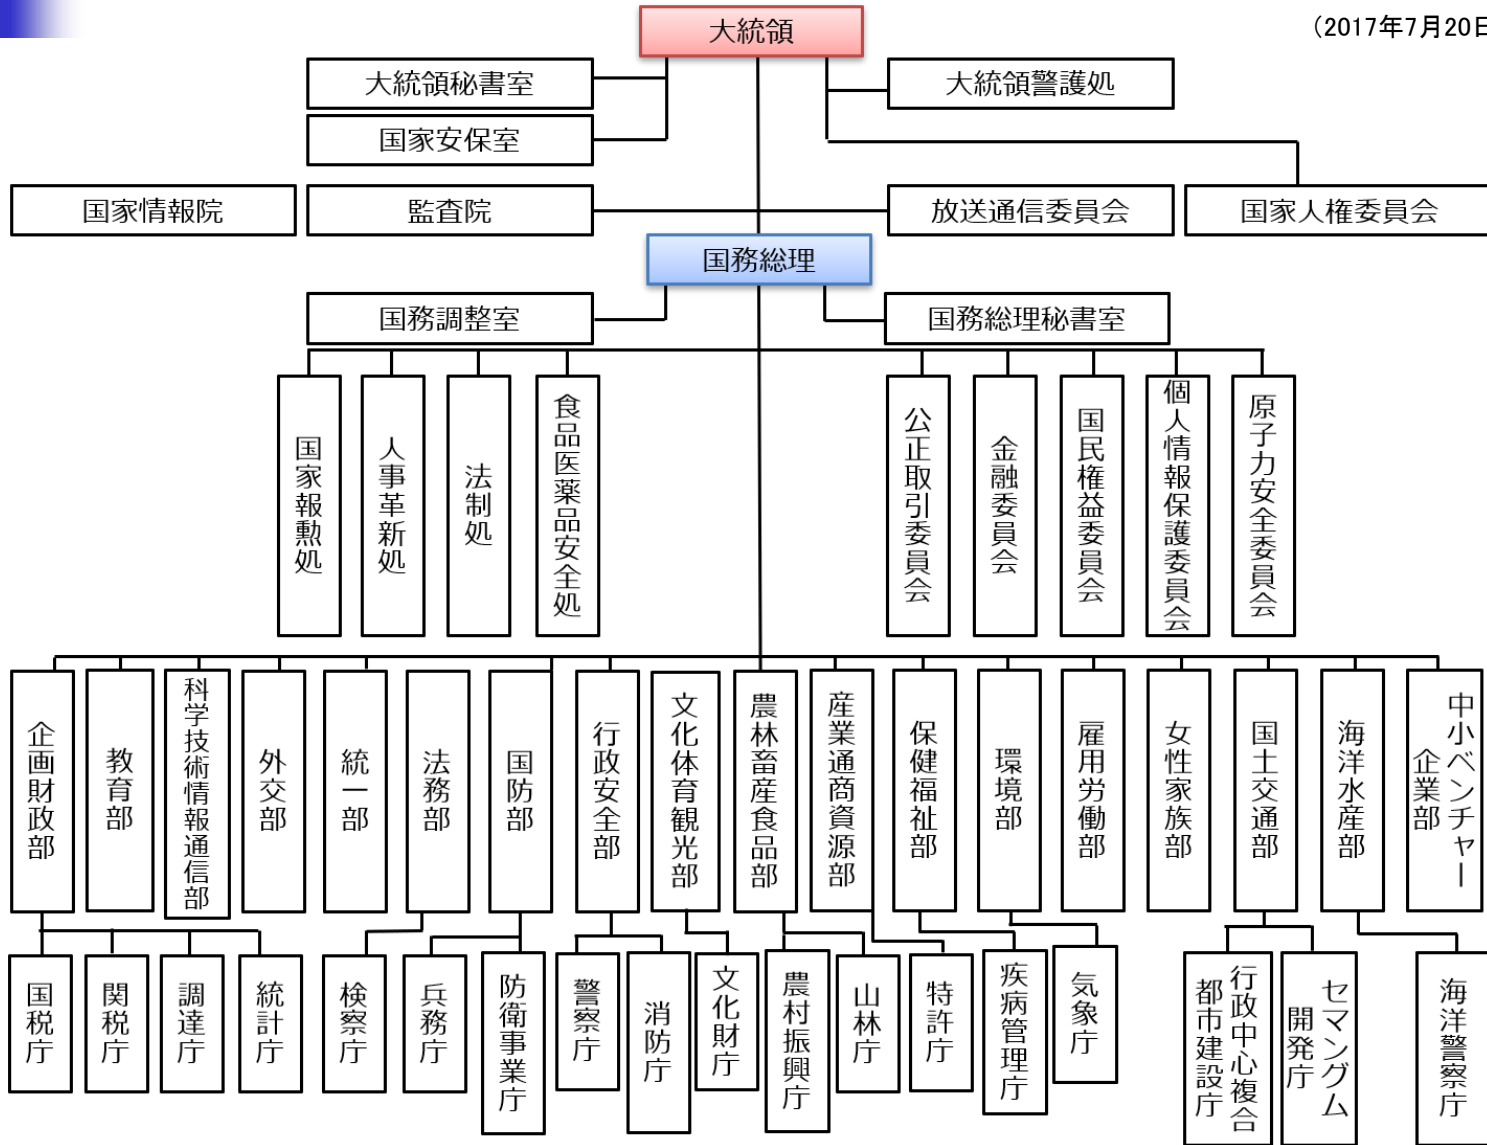 大統領
（2017年7月20日
大統領秘書室
大統領警護処
国家安保室
国家情報院
監査院
放送通信委員会
国家人権委員会
国務総理
国務調整室
国務総理秘書室
国家報勲処
人事革新処
法制処
食品医薬品安全処
公正取引委員会
金融委員会
国民権益委員会
個人情報保護委員会
原子力安全委員会
企画財政部
教育部
科学技術情報通信部
外交部
統一部
法務部
国防部
行政安全部
文化体育観光部
農林畜産食品部
産業通商資源部
保健福祉部
環境部
雇用労働部
女性家族部
国土交通部
海洋水産部
中小ベンチャー
企業部
国税庁
関税庁
調達庁
統計庁
検察庁
兵務庁
防衛事業庁
警察庁
消防庁
文化財庁
農村振興庁
山林庁
特許庁
疾病管理庁
気象庁
行政中心複合
都市建設庁
セマングム
開発庁
海洋警察庁